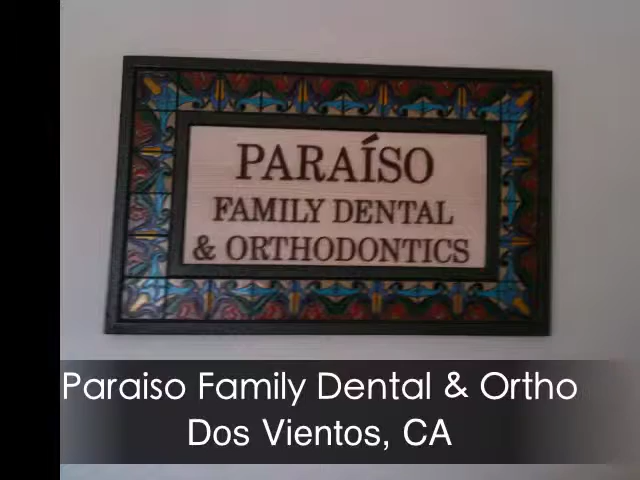 PARAÍSO
FAMILY DENTAL
& ORTHODONTICS
Paraiso Family Dental & Ortho
Dos Vientos, CA